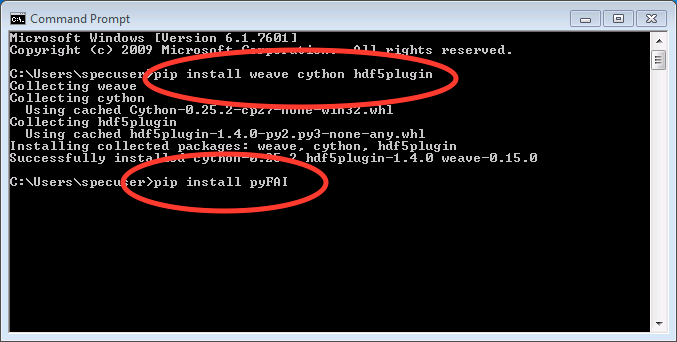 Command Prompt
Microsoft Windows [Version 6.1.7601]
Copyright (c) 2009 Microsoft Corporation. All rights reserved.
C:\Users\specuser>pip install weave cython hdf5plugin
Collecting weave
Collecting cython
Using cached Cython-0.25.2-cp27-none-win32.whl
Collecting hdf5plugin
Using cached hdf5plugin-1.4.0-py2.py3-none-any.whl
Installing collected packages: weave, cython, hdf5plugin
Successfully installed cython-0.25.2 hdf5plugin-1.4.0 weave-0.15.0
C:\Users\specuser>pip install pyFAI